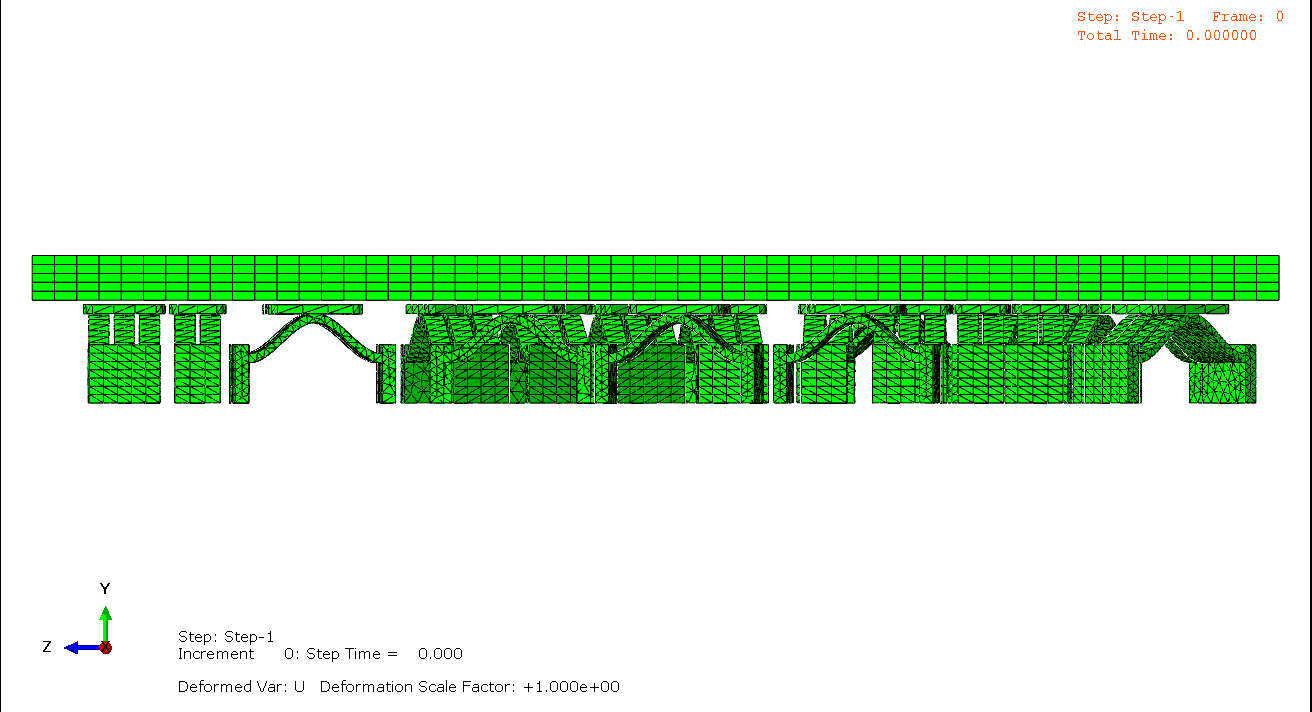 Step: Step-1 Frame: 0
Total Time: 0.000000
Y
Z
X
Step: Step-1
Increment 0: Step Time = 0.000
Deformed Var: U Deformation Scale Factor: +1.000e+00